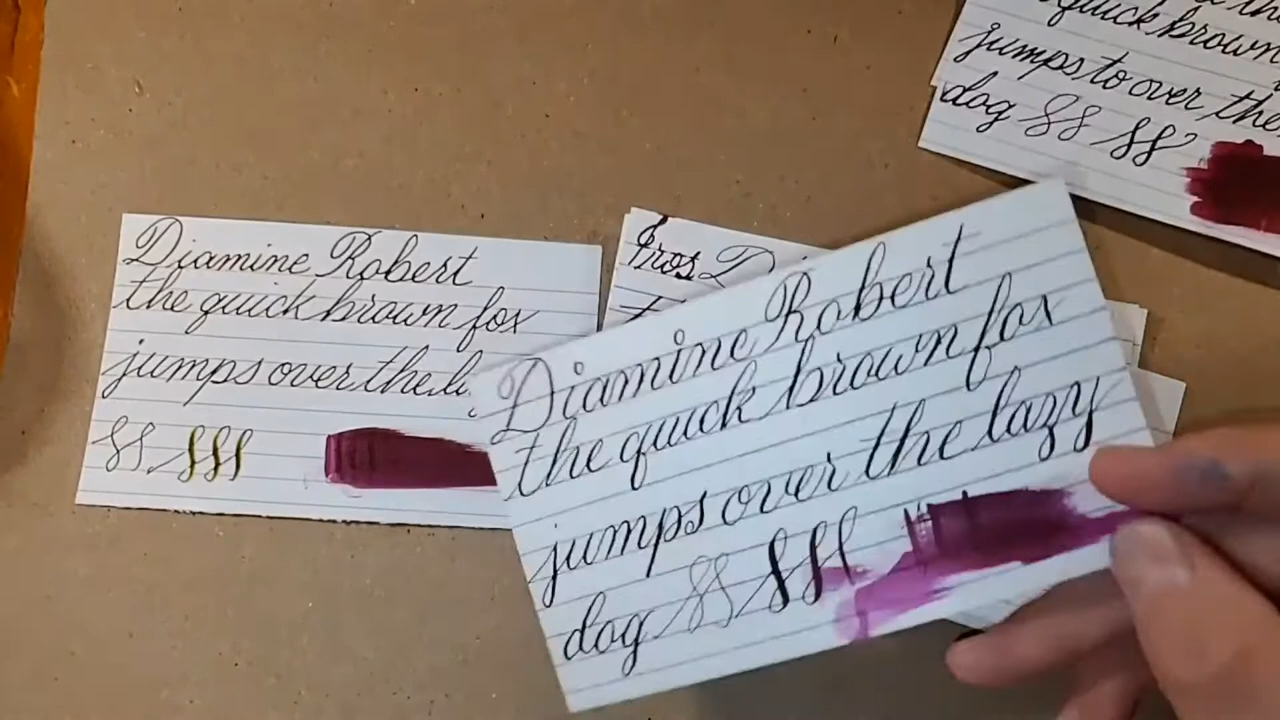 Diamine Robert
the quick brown fox
jumps over the
Diamine Robert
the quick brown fox
jumps over the lazy
dog
quick brown
jumps to over the
dog